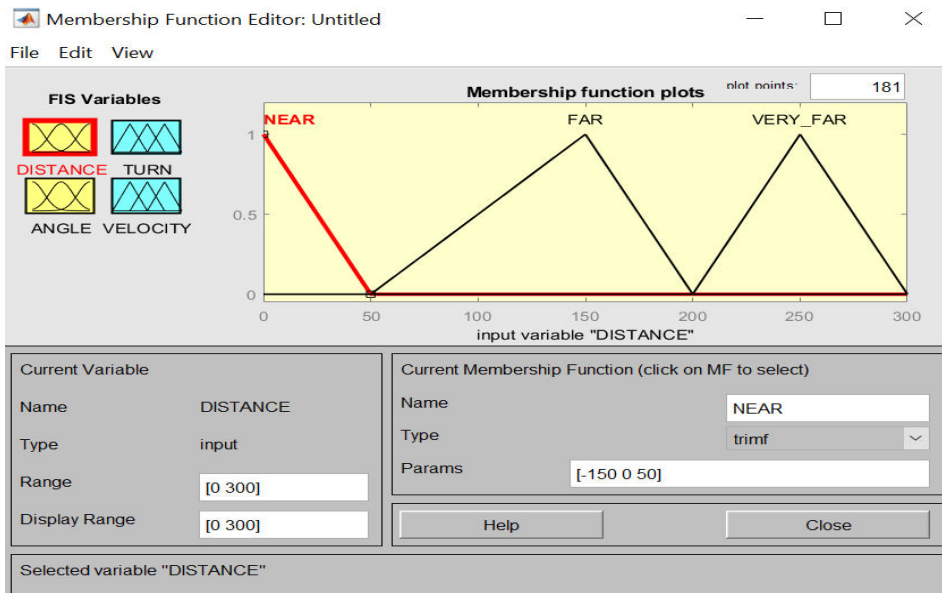 Membership Function Editor: Untitled
File Edit View
FIS Variables
DISTANCE TURN
ANGLE VELOCITY
Membership function plots
plot points:
181
NEAR FAR VERY_FAR
1
0.5
0
0 50 100 150 200 250 300
input variable "DISTANCE"
Current Variable
Name DISTANCE
Type input
Range [0 300]
Display Range [0 300]
Current Membership Function (click on MF to select)
Name NEAR
Type trimf
Params [-150 0 50]
Help Close
Selected variable "DISTANCE"